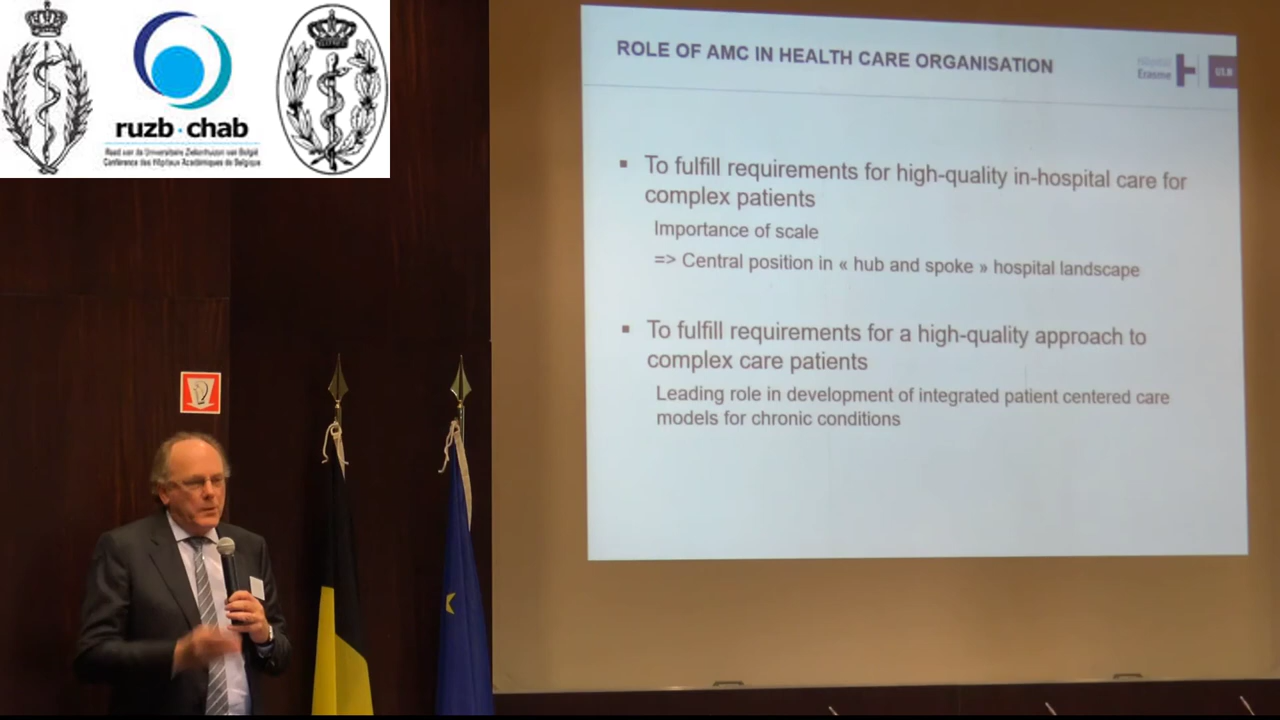 ruzb·chab
Raad van de Universitaire Ziekenhuizen van België
Conférence des Hôpitaux Académiques de Belgique
ROLE OF AMC IN HEALTH CARE ORGANISATION
Hôpital
Erasme
ULB
▪ To fulfill requirements for high-quality in-hospital care for
complex patients
Importance of scale
=> Central position in « hub and spoke » hospital landscape
▪ To fulfill requirements for a high-quality approach to
complex care patients
Leading role in development of integrated patient centered care
models for chronic conditions